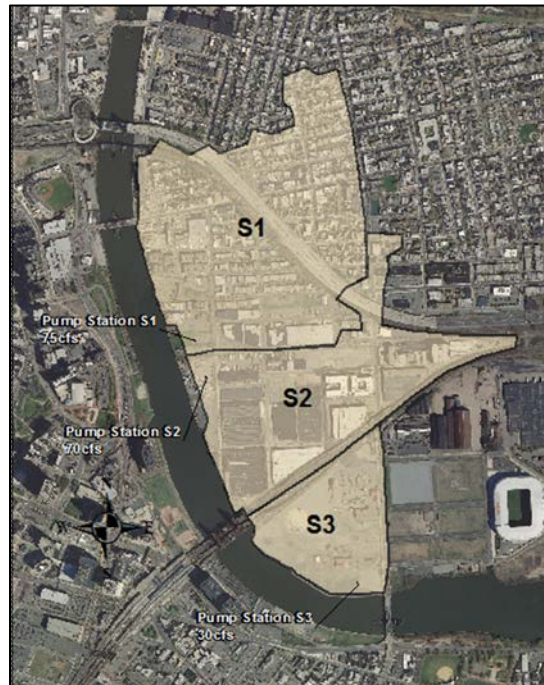 S1
Pump Station S1
75cfs
S2
Pump Station S2
70cfs
S3
Pump Station S3
30cfs
N
W
E
S